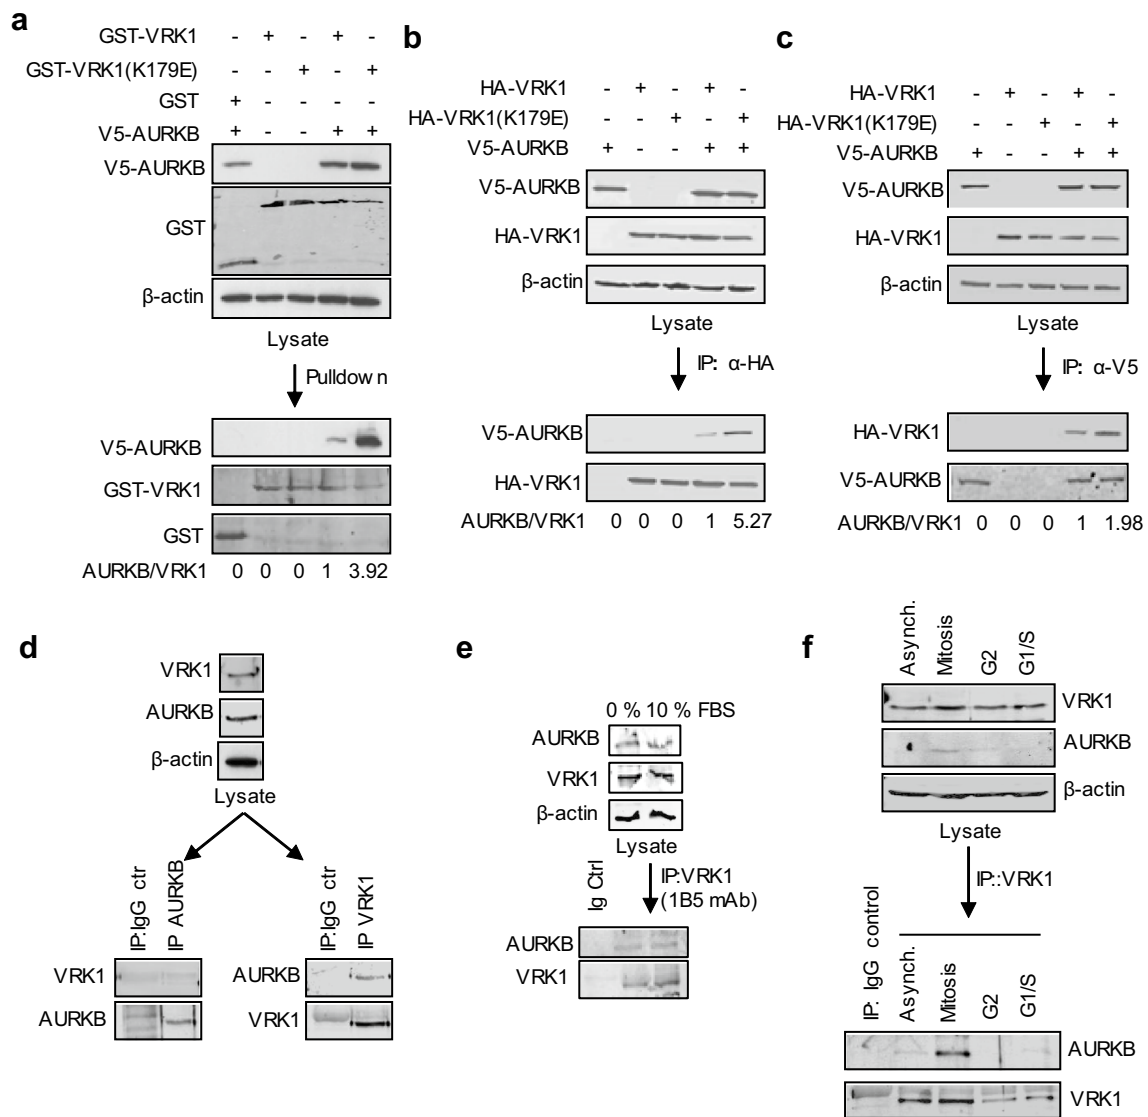 a
GST-VRK1 - + - + -
GST-VRK1(K179E) - - + - +
GST + - - - -
V5-AURKB + - - + +
V5-AURKB
GST
β-actin
Lysate
Pulldown
V5-AURKB
GST-VRK1
GST
AURKB/VRK1 0 0 0 1 3.92
b
HA-VRK1 - + - + -
HA-VRK1(K179E) - - + - +
V5-AURKB + - - + +
V5-AURKB
HA-VRK1
β-actin
Lysate
IP: α-HA
V5-AURKB
HA-VRK1
AURKB/VRK1 0 0 0 1 5.27
c
HA-VRK1 - + - + -
HA-VRK1(K179E) - - + - +
V5-AURKB + - - + +
V5-AURKB
HA-VRK1
β-actin
Lysate
IP: α-V5
HA-VRK1
V5-AURKB
AURKB/VRK1 0 0 0 1 1.98
d
VRK1
AURKB
β-actin
Lysate
IP:IgG ctr
IP AURKB
VRK1
AURKB
IP:IgG ctr
IP VRK1
AURKB
VRK1
e
0 % 10 % FBS
AURKB
VRK1
β-actin
Lysate
Ig Ctrl
IP:VRK1
(1B5 mAb)
AURKB
VRK1
f
Asynch.
Mitosis
G2
G1/S
VRK1
AURKB
β-actin
Lysate
IP::VRK1
IP: IgG control
Asynch.
Mitosis
G2
G1/S
AURKB
VRK1